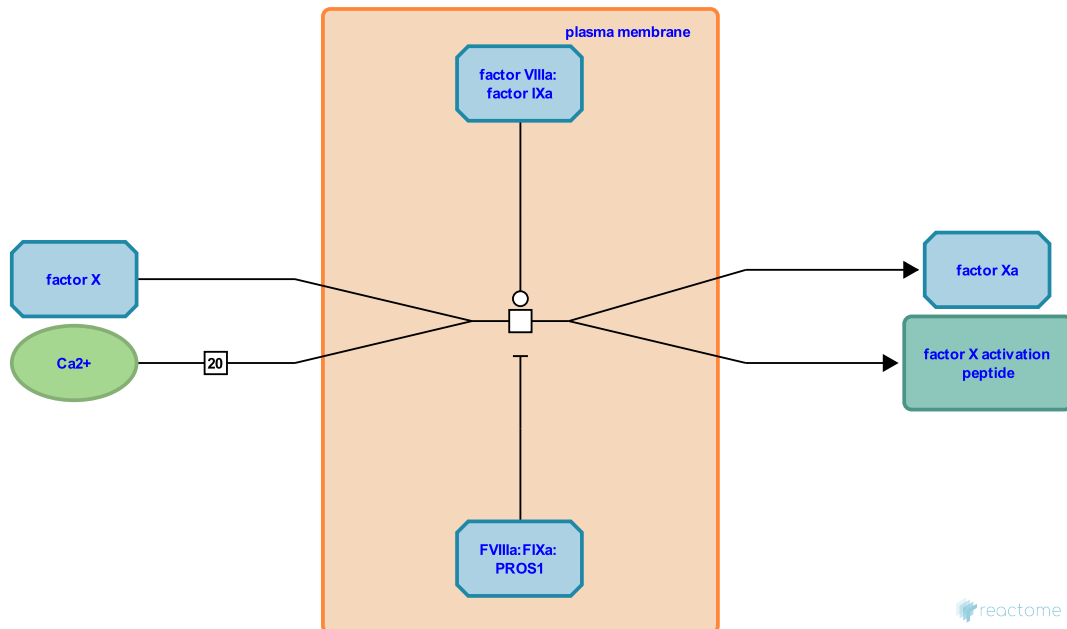 plasma membrane
factor VIIIa:
factor IXa
factor X
factor Xa
Ca2+
20
factor X activation
peptide
FVIIIa:FIXa:
PROS1
reactome